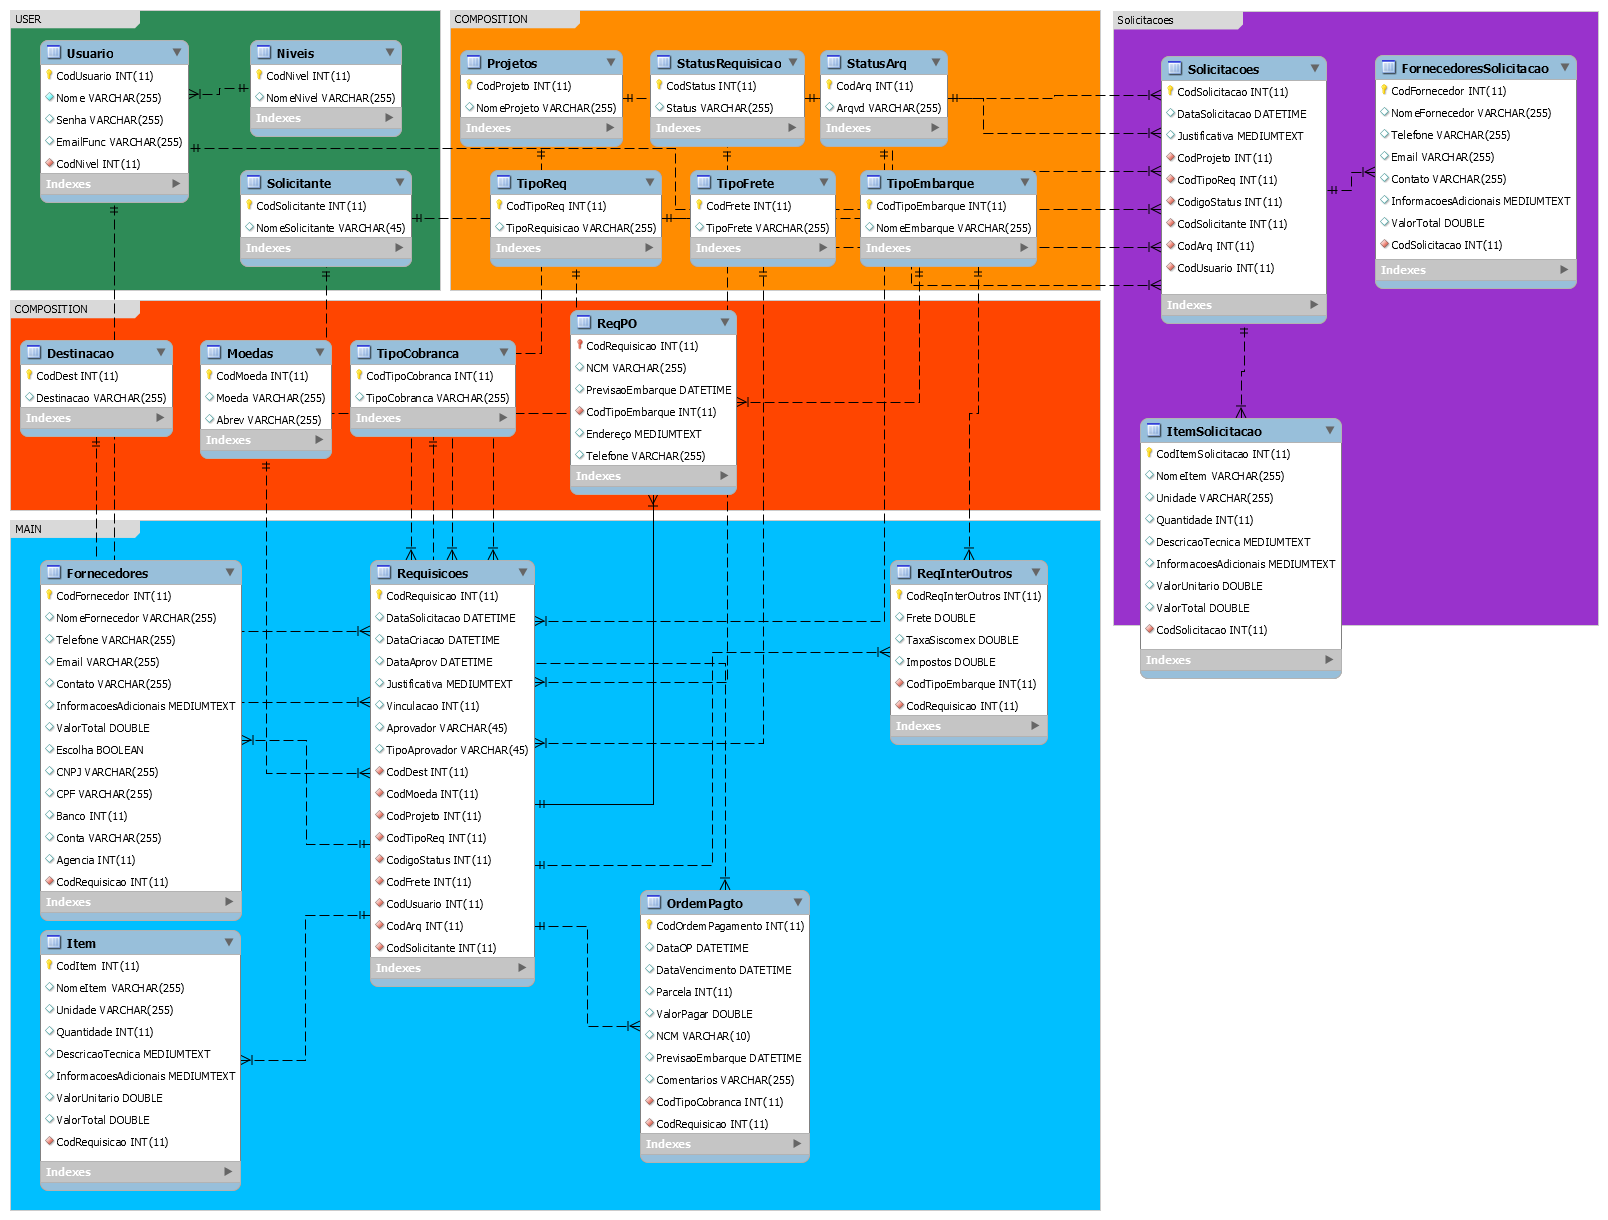 USER
Usuario
CodUsuario INT(11)
Nome VARCHAR(255)
Senha VARCHAR(255)
EmailFunc VARCHAR(255)
CodNivel INT(11)
Indexes
Niveis
CodNivel INT(11)
NomeNivel VARCHAR(255)
Indexes
Solicitante
CodSolicitante INT(11)
NomeSolicitante VARCHAR(45)
Indexes
COMPOSITION
Projetos
CodProjeto INT(11)
NomeProjeto VARCHAR(255)
Indexes
StatusRequisicao
CodStatus INT(11)
Status VARCHAR(255)
Indexes
StatusArq
CodArq INT(11)
Arqvd VARCHAR(255)
Indexes
TipoReq
CodTipoReq INT(11)
TipoRequisicao VARCHAR(255)
Indexes
TipoFrete
CodFrete INT(11)
TipoFrete VARCHAR(255)
Indexes
TipoEmbarque
CodTipoEmbarque INT(11)
NomeEmbarque VARCHAR(255)
Indexes
Solicitacoes
Solicitacoes
CodSolicitacao INT(11)
DataSolicitacao DATETIME
Justificativa MEDIUMTEXT
CodProjeto INT(11)
CodTipoReq INT(11)
CodigoStatus INT(11)
CodSolicitante INT(11)
CodArq INT(11)
CodUsuario INT(11)
Indexes
FornecedoresSolicitacao
CodFornecedor INT(11)
NomeFornecedor VARCHAR(255)
Telefone VARCHAR(255)
Email VARCHAR(255)
Contato VARCHAR(255)
InformacoesAdicionais MEDIUMTEXT
ValorTotal DOUBLE
CodSolicitacao INT(11)
Indexes
ItemSolicitacao
CodItemSolicitacao INT(11)
NomeItem VARCHAR(255)
Unidade VARCHAR(255)
Quantidade INT(11)
DescricaoTecnica MEDIUMTEXT
InformacoesAdicionais MEDIUMTEXT
ValorUnitario DOUBLE
ValorTotal DOUBLE
CodSolicitacao INT(11)
Indexes
COMPOSITION
Destinacao
CodDest INT(11)
Destinacao VARCHAR(255)
Indexes
Moedas
CodMoeda INT(11)
Moeda VARCHAR(255)
Abrev VARCHAR(255)
Indexes
TipoCobranca
CodTipoCobranca INT(11)
TipoCobranca VARCHAR(255)
Indexes
ReqPO
CodRequisicao INT(11)
NCM VARCHAR(255)
PrevisaoEmbarque DATETIME
CodTipoEmbarque INT(11)
Endereço MEDIUMTEXT
Telefone VARCHAR(255)
Indexes
MAIN
Fornecedores
CodFornecedor INT(11)
NomeFornecedor VARCHAR(255)
Telefone VARCHAR(255)
Email VARCHAR(255)
Contato VARCHAR(255)
InformacoesAdicionais MEDIUMTEXT
ValorTotal DOUBLE
Escolha BOOLEAN
CNPJ VARCHAR(255)
CPF VARCHAR(255)
Banco INT(11)
Conta VARCHAR(255)
Agencia INT(11)
CodRequisicao INT(11)
Indexes
Item
CodItem INT(11)
NomeItem VARCHAR(255)
Unidade VARCHAR(255)
Quantidade INT(11)
DescricaoTecnica MEDIUMTEXT
InformacoesAdicionais MEDIUMTEXT
ValorUnitario DOUBLE
ValorTotal DOUBLE
CodRequisicao INT(11)
Indexes
Requisicoes
CodRequisicao INT(11)
DataSolicitacao DATETIME
DataCriacao DATETIME
DataAprov DATETIME
Justificativa MEDIUMTEXT
Vinculacao INT(11)
Aprovador VARCHAR(45)
TipoAprovador VARCHAR(45)
CodDest INT(11)
CodMoeda INT(11)
CodProjeto INT(11)
CodTipoReq INT(11)
CodigoStatus INT(11)
CodFrete INT(11)
CodUsuario INT(11)
CodArq INT(11)
CodSolicitante INT(11)
Indexes
OrdemPagto
CodOrdemPagamento INT(11)
DataOP DATETIME
DataVencimento DATETIME
Parcela INT(11)
ValorPagar DOUBLE
NCM VARCHAR(10)
PrevisaoEmbarque DATETIME
Comentarios VARCHAR(255)
CodTipoCobranca INT(11)
CodRequisicao INT(11)
Indexes
ReqInterOutros
CodReqInterOutros INT(11)
Frete DOUBLE
TaxaSiscomex DOUBLE
Impostos DOUBLE
CodTipoEmbarque INT(11)
CodRequisicao INT(11)
Indexes